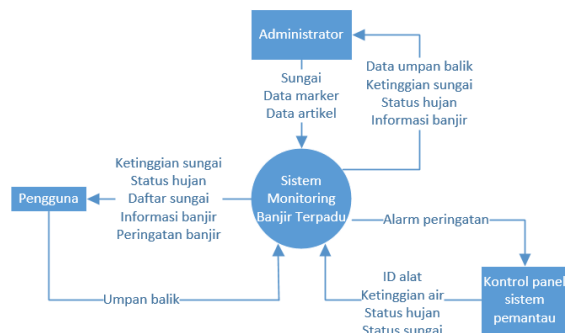 Administrator
Sungai
Data marker
Data artikel
Data umpan balik
Ketinggian sungai
Status hujan
Informasi banjir
Ketinggian sungai
Status hujan
Daftar sungai
Informasi banjir
Peringatan banjir
Pengguna
Sistem
Monitoring
Banjir Terpadu
Alarm peringatan
Umpan balik
ID alat
Ketinggian air
Status hujan
Status sungai
Kontrol panel
sistem
pemantau